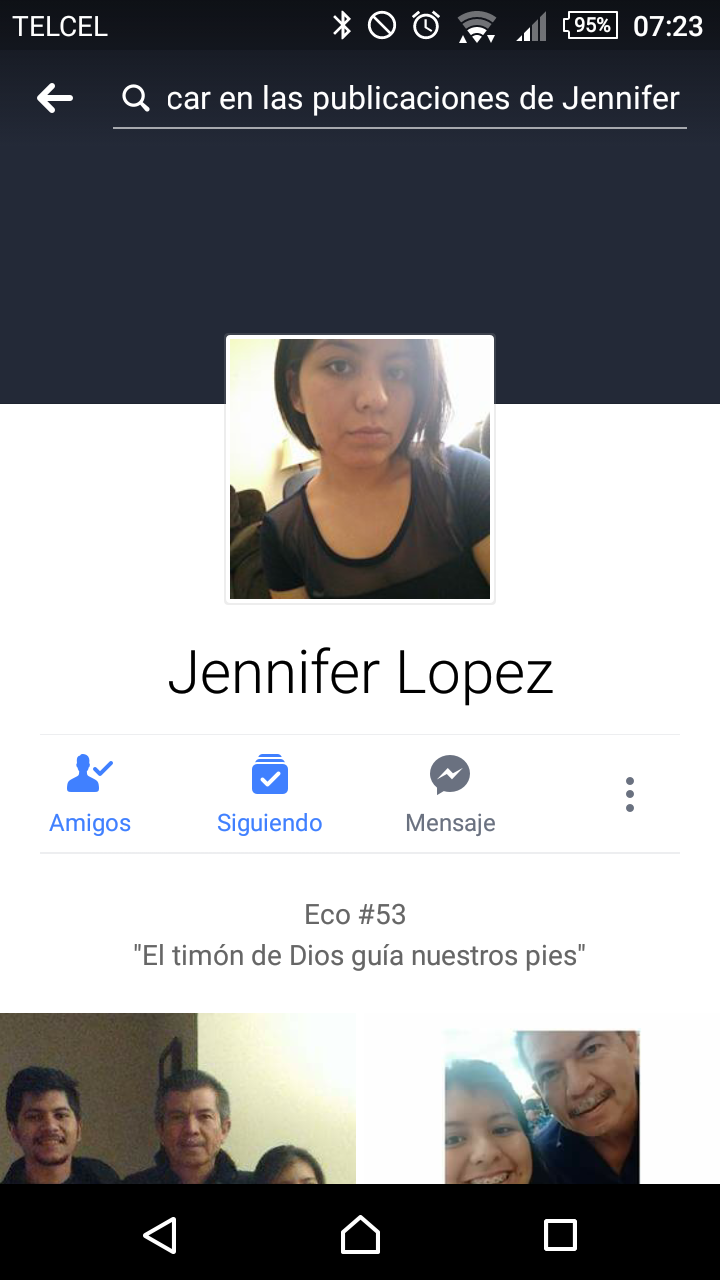 TELCEL 95% 07:23
car en las publicaciones de Jennifer
Jennifer Lopez
Amigos Siguiendo Mensaje
Eco #53
"El timón de Dios guía nuestros pies"